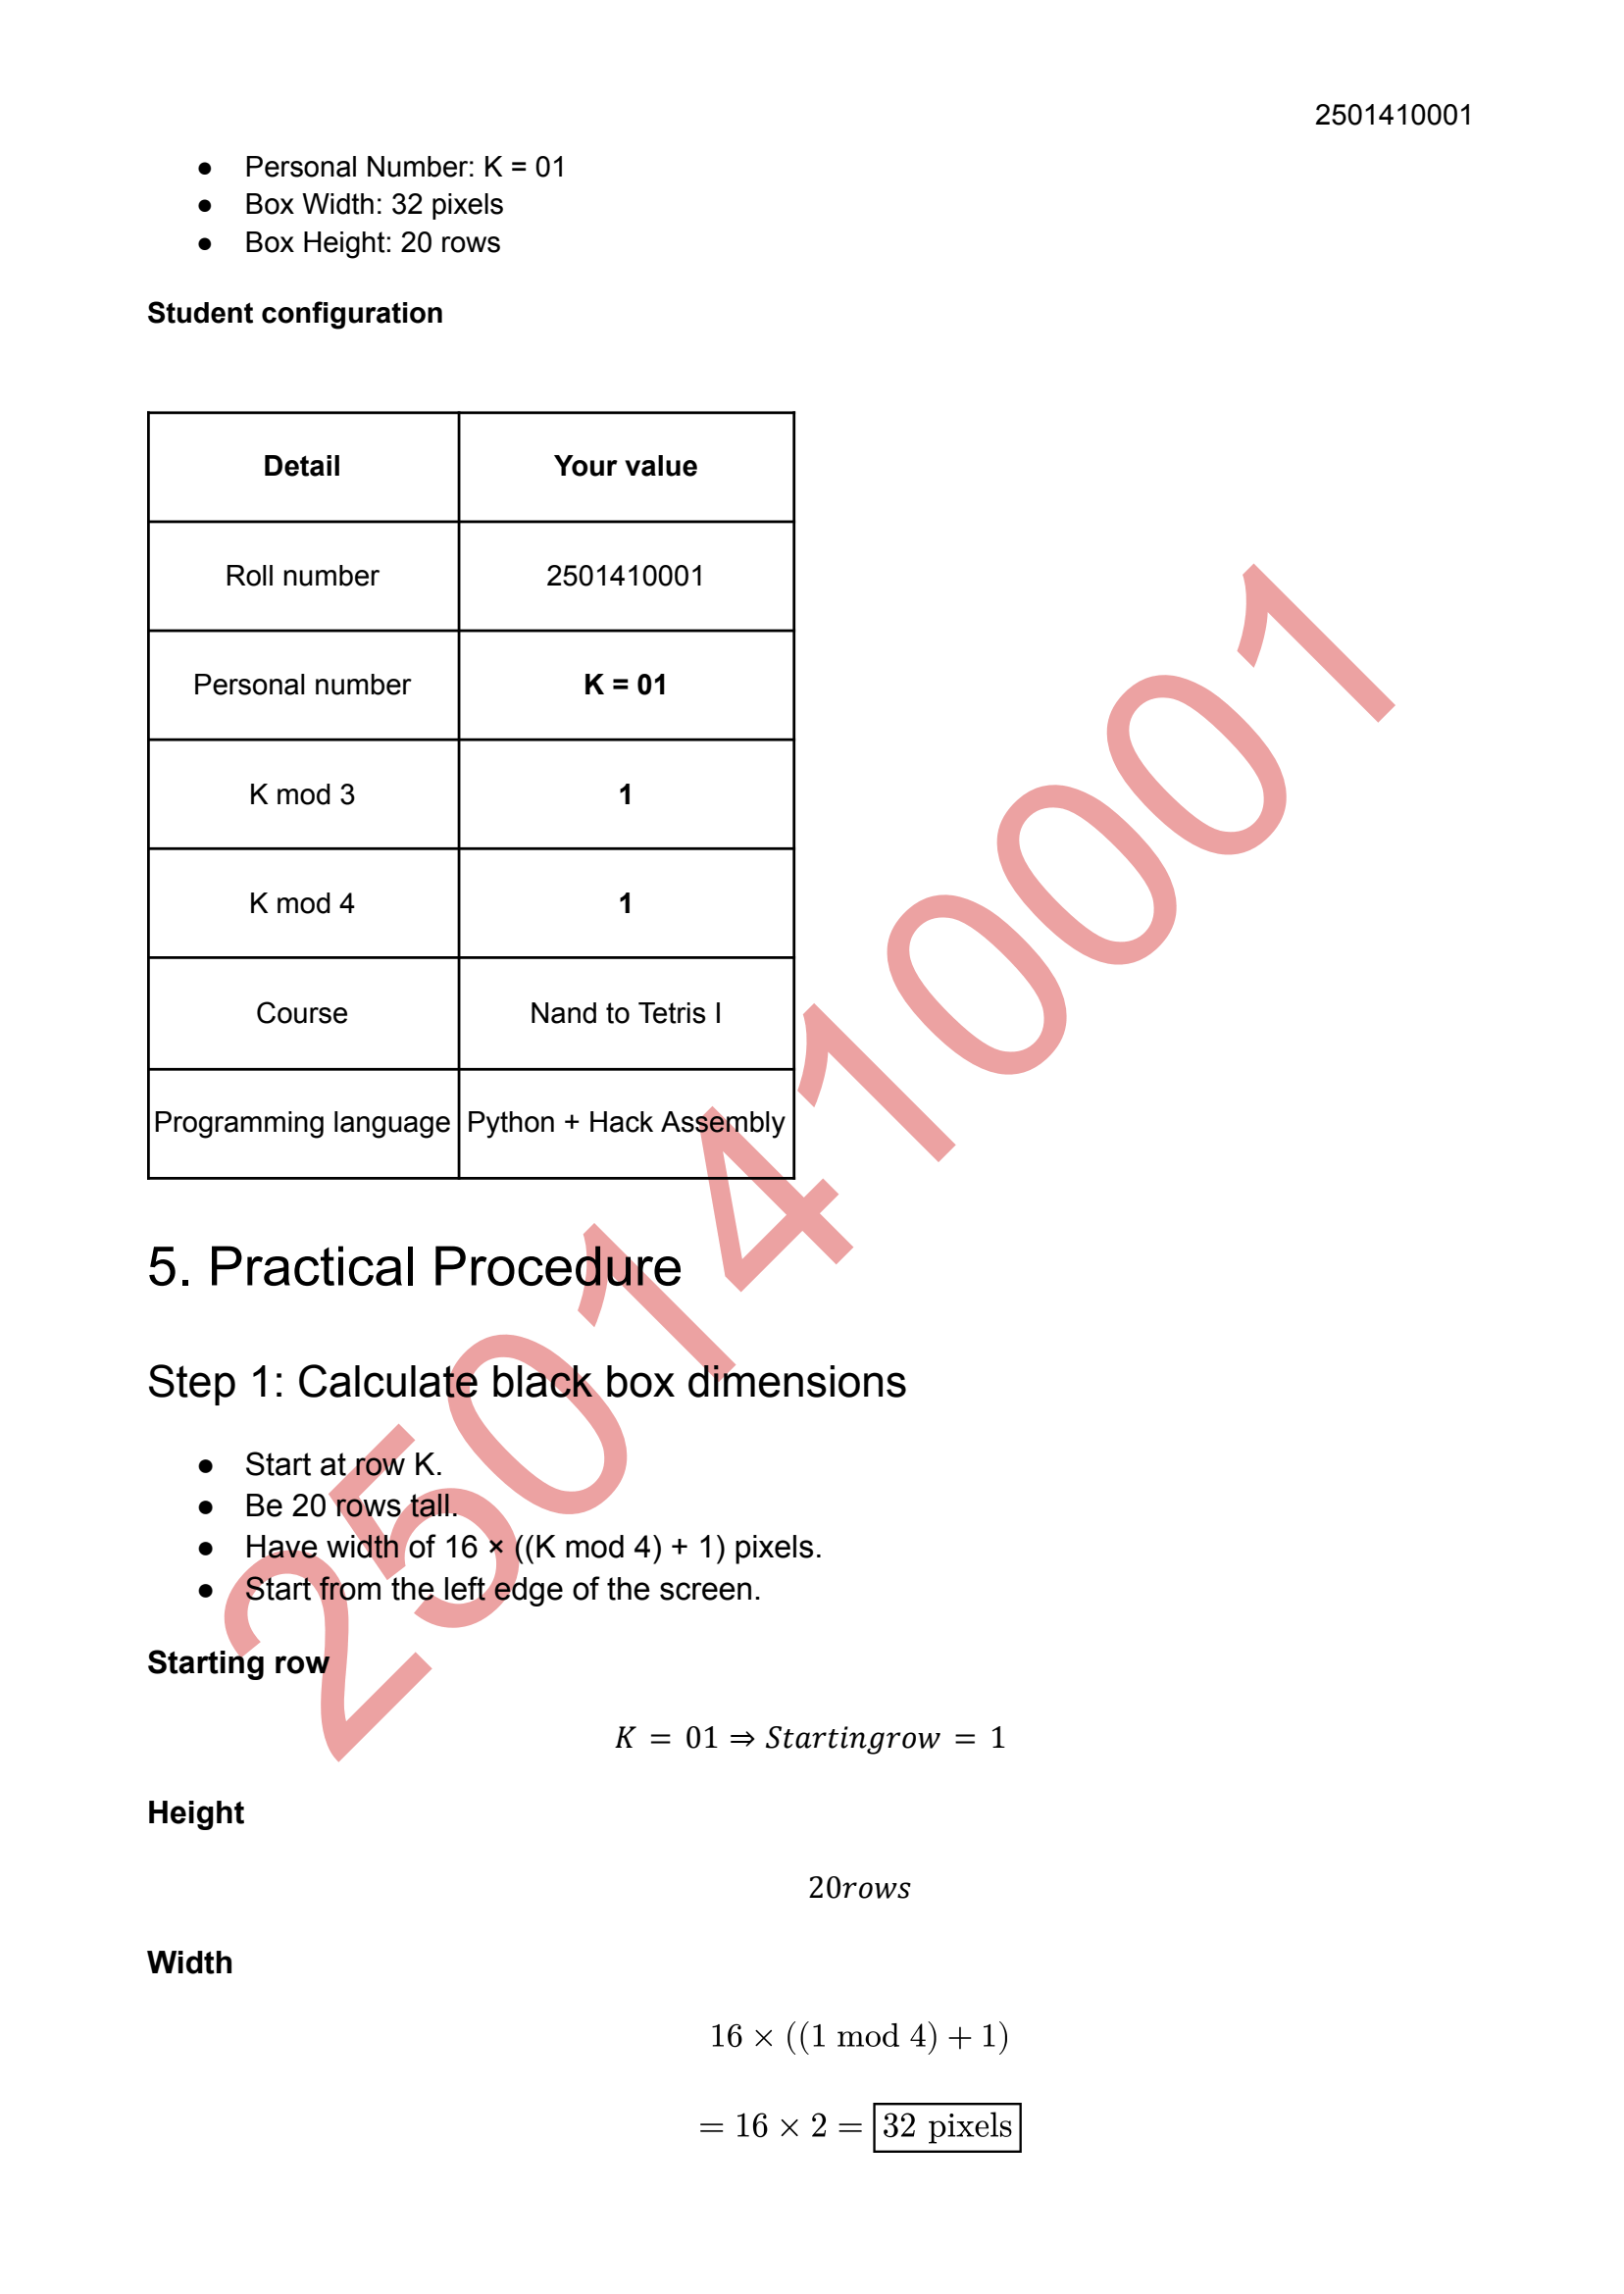 2501410001
● Personal Number: K = 01
● Box Width: 32 pixels
● Box Height: 20 rows
Student configuration
Detail Your value
Roll number 2501410001
Personal number K = 01
K mod 3 1
K mod 4 1
Course Nand to Tetris I
Programming language Python + Hack Assembly
5. Practical Procedure
Step 1: Calculate black box dimensions
● Start at row K.
● Be 20 rows tall.
● Have width of 16 × ((K mod 4) + 1) pixels.
● Start from the left edge of the screen.
Starting row
K = 01 ⇒ Startingrow = 1
Height
20rows
Width
16 × ((1 mod 4) + 1)
= 16 × 2 = 32 pixels
2501410001